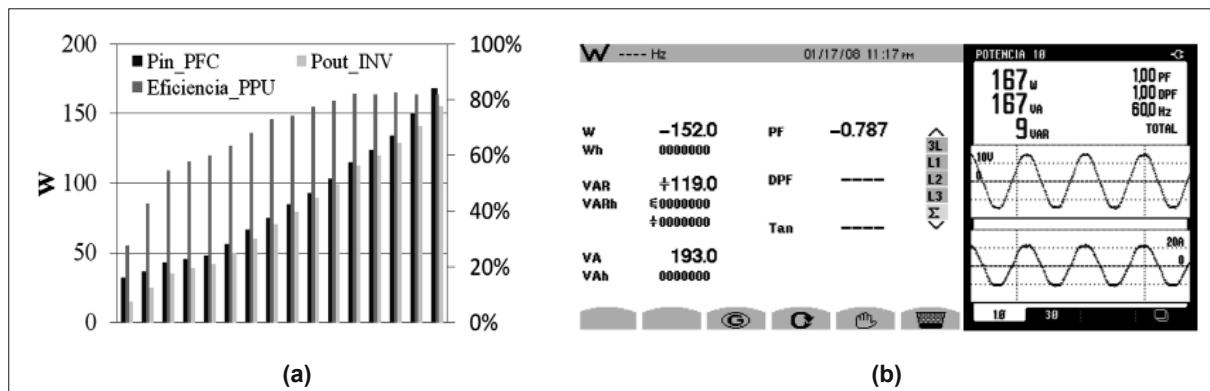 200
150
100
50
0
W
Pin_PFC
Pout_INV
Eficiencia_PPU
100%
80%
60%
40%
20%
0%
(a)
W ---- Hz 01/17/08 11:17 PM
W -152.0 PF -0.787
Wh 0000000
VAR ÷119.0 DPF ----
VARh 0000000
÷0000000 Tan ----
VA 193.0
VAh 0000000
3L
L1
L2
L3
Σ
G
POTENCIA 1Ø
167 W 1,00 PF
167 VA 1,00 DPF
9 VAR 60,0 Hz
TOTAL
10V
0
20A
0
1Ø 3Ø
(b)